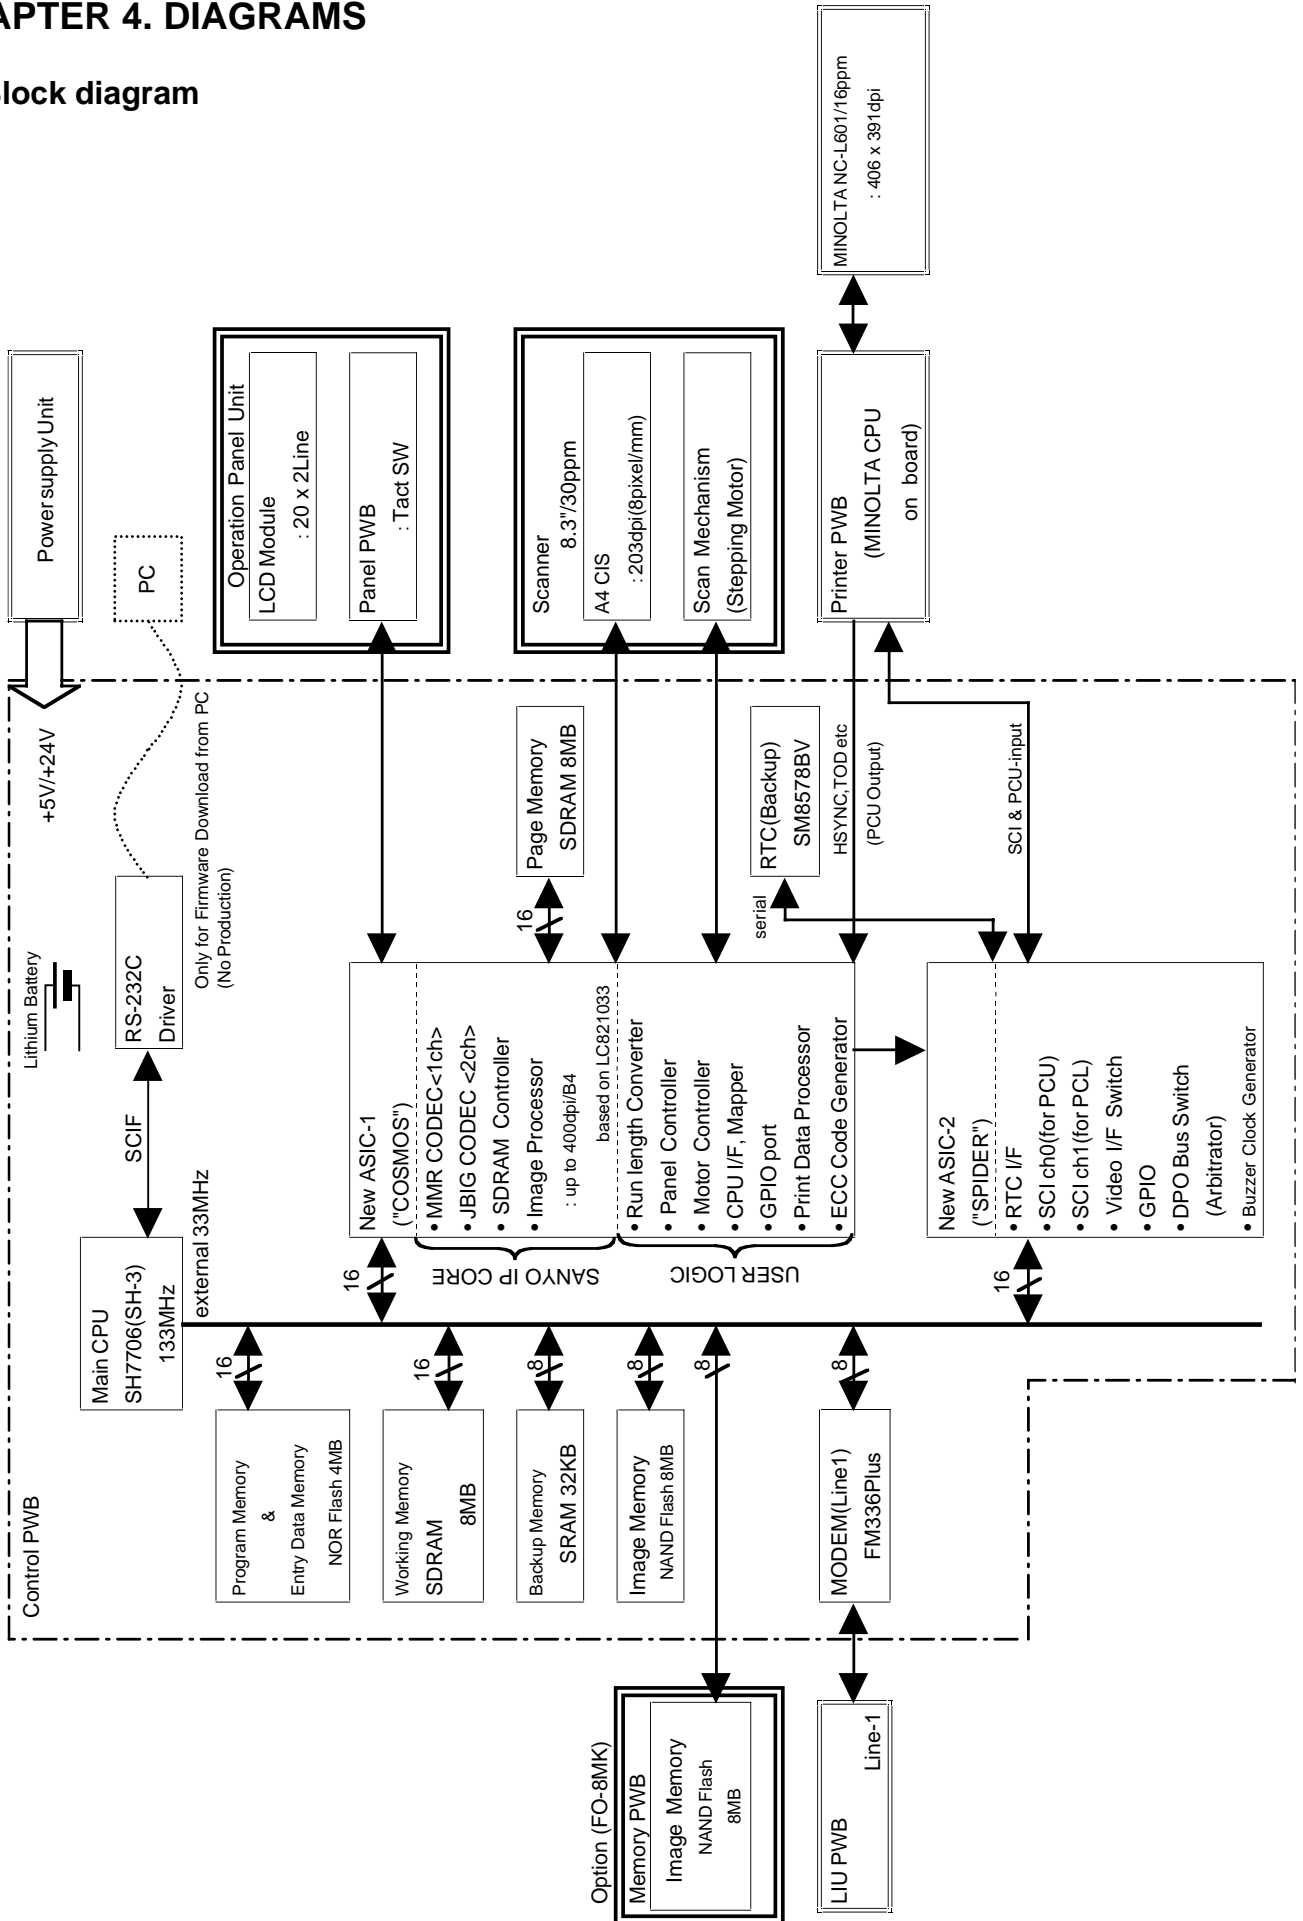 APTER 4. DIAGRAMS
lock diagram
Control PWB
Main CPU
SH7706(SH-3)
133MHz
external 33MHz
SCIF
RS-232C
Driver
Lithium Battery
+5V/+24V
Power supply Unit
PC
Only for Firmware Download from PC
(No Production)
Program Memory
&
Entry Data Memory
NOR Flash 4MB
16
Working Memory
SDRAM
8MB
16
Backup Memory
SRAM 32KB
8
Image Memory
NAND Flash 8MB
8
8
MODEM(Line1)
FM336Plus
8
Option (FO-8MK)
Memory PWB
Image Memory
NAND Flash
8MB
LIU PWB
Line-1
16
New ASIC-1
("COSMOS")
• MMR CODEC<1ch>
• JBIG CODEC <2ch>
• SDRAM Controller
• Image Processor
: up to 400dpi/B4
based on LC821033
• Run length Converter
• Panel Controller
• Motor Controller
• CPU I/F, Mapper
• GPIO port
• Print Data Processor
• ECC Code Generator
SANYO IP CORE
USER LOGIC
16
New ASIC-2
("SPIDER")
• RTC I/F
• SCI ch0(for PCU)
• SCI ch1(for PCL)
• Video I/F Switch
• GPIO
• DPO Bus Switch
(Arbitrator)
• Buzzer Clock Generator
16
Page Memory
SDRAM 8MB
serial
RTC(Backup)
SM8578BV
HSYNC,TOD etc
(PCU Output)
SCI & PCU-input
Operation Panel Unit
LCD Module
: 20 x 2Line
Panel PWB
: Tact SW
Scanner
8.3"/30ppm
A4 CIS
: 203dpi(8pixel/mm)
Scan Mechanism
(Stepping Motor)
Printer PWB
(MINOLTA CPU
on board)
MINOLTA NC-L601/16ppm
: 406 x 391dpi